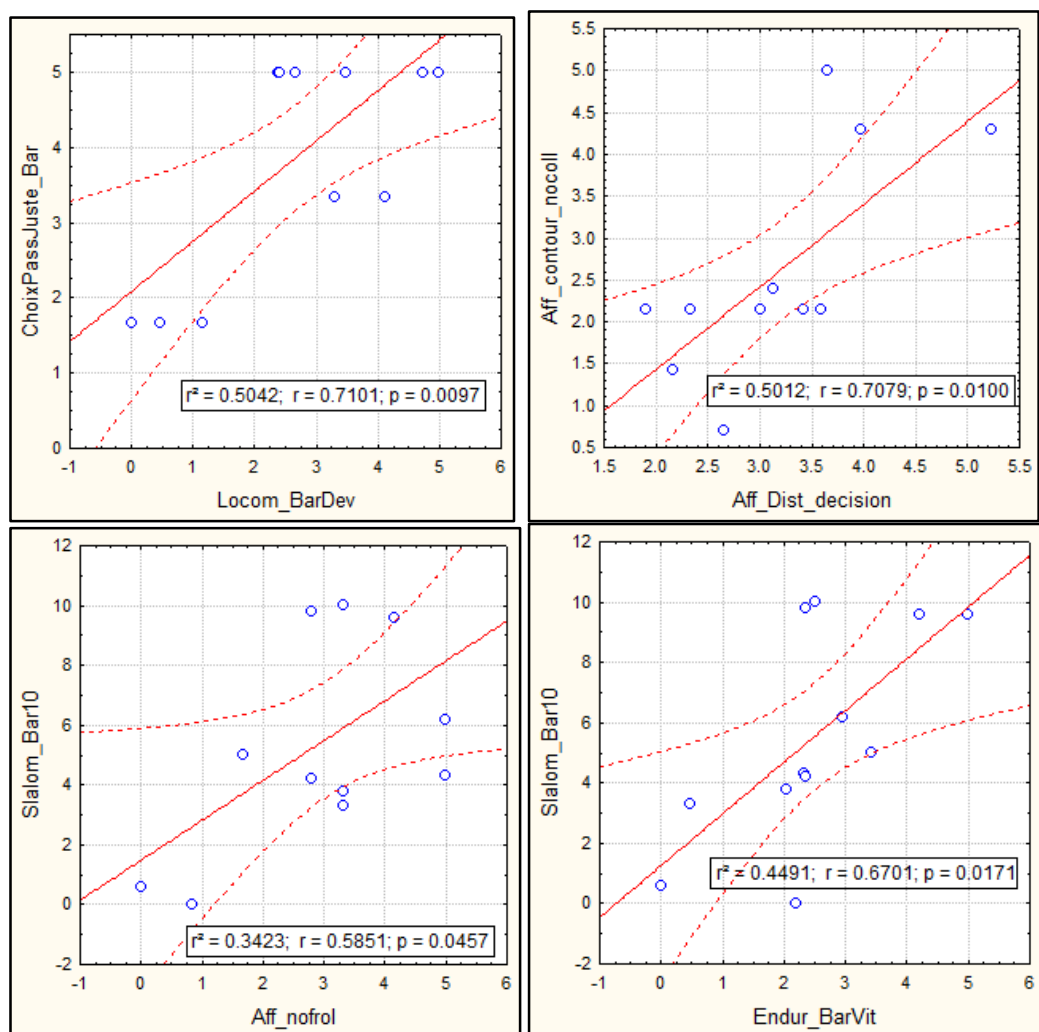 5
4
3
2
1
0
-1 0 1 2 3 4 5 6
ChoixPassJuste_Bar
Locom_BarDev
r² = 0.5042; r = 0.7101; p = 0.0097
5.5
5.0
4.5
4.0
3.5
3.0
2.5
2.0
1.5
1.0
0.5
1.5 2.0 2.5 3.0 3.5 4.0 4.5 5.0 5.5
Aff_contour_nocoll
Aff_Dist_decision
r² = 0.5012; r = 0.7079; p = 0.0100
12
10
8
6
4
2
0
-2
-1 0 1 2 3 4 5 6
Slalom_Bar10
Aff_nofrol
r² = 0.3423; r = 0.5851; p = 0.0457
12
10
8
6
4
2
0
-2
-1 0 1 2 3 4 5 6
Slalom_Bar10
Endur_BarVit
r² = 0.4491; r = 0.6701; p = 0.0171